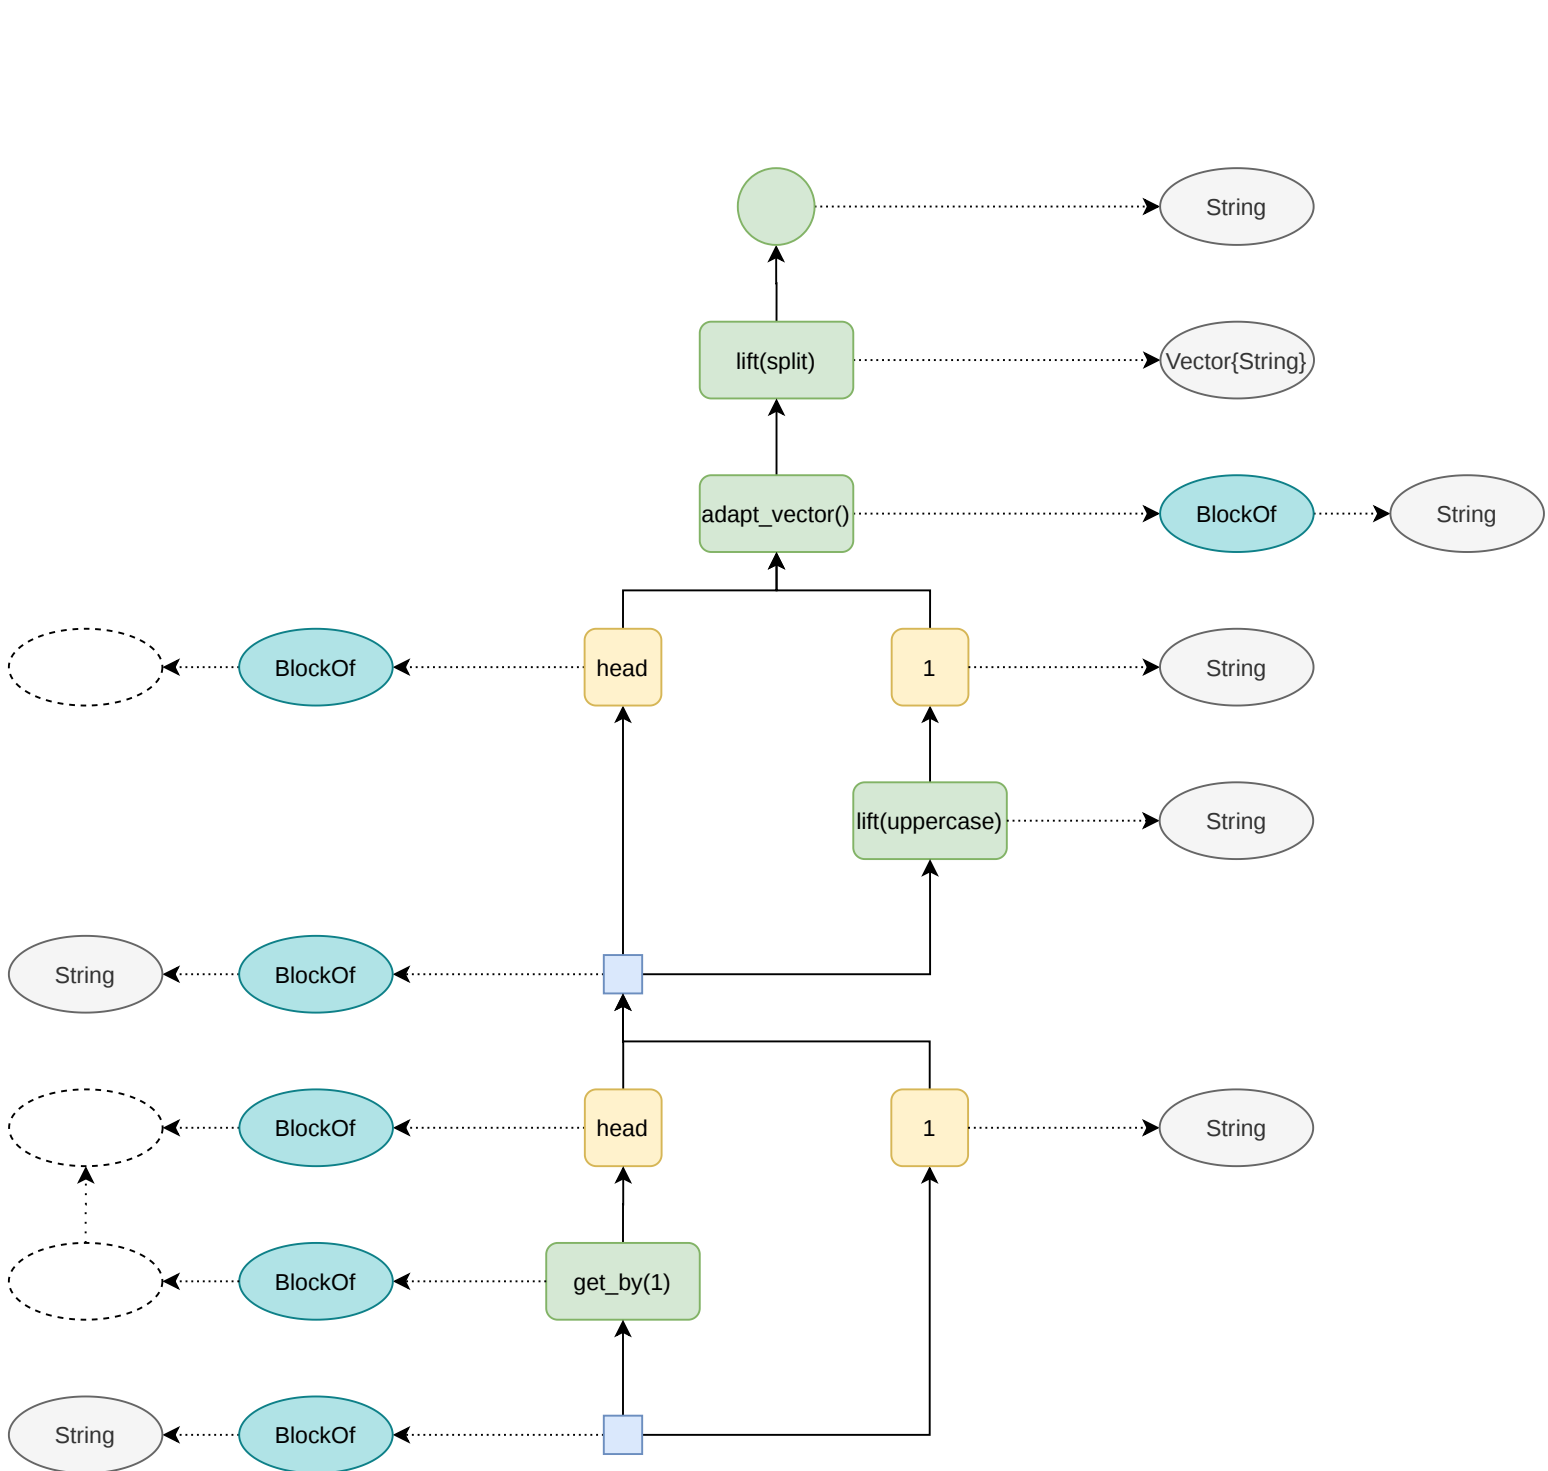 String
lift(split)
Vector{String}
adapt_vector()
BlockOf
String
BlockOf
head
1
String
lift(uppercase)
String
String
BlockOf
BlockOf
head
1
String
BlockOf
get_by(1)
String
BlockOf